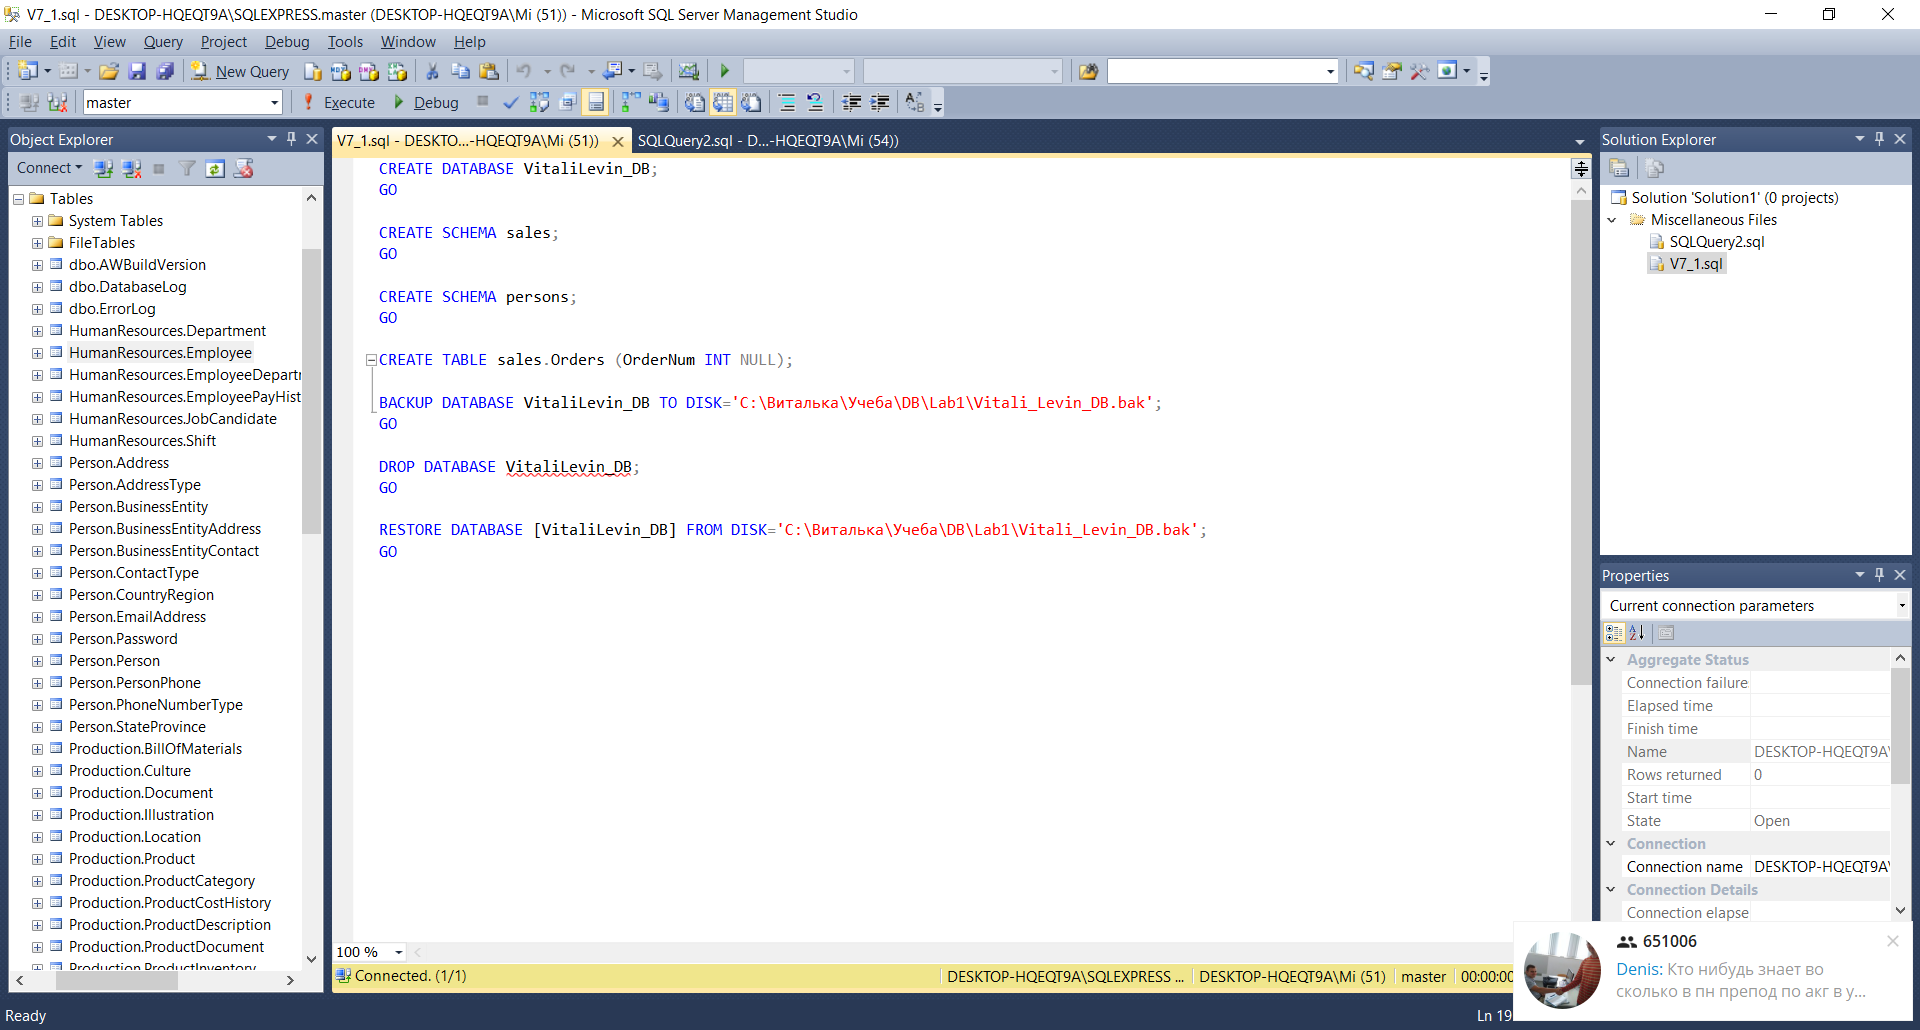 V7_1.sql - DESKTOP-HQEQT9A\SQLEXPRESS.master (DESKTOP-HQEQT9A\Mi (51)) - Microsoft SQL Server Management Studio
File Edit View Query Project Debug Tools Window Help
New Query
master Execute Debug
Object Explorer
Connect
Tables
System Tables
FileTables
dbo.AWBuildVersion
dbo.DatabaseLog
dbo.ErrorLog
HumanResources.Department
HumanResources.Employee
HumanResources.EmployeeDepartr
HumanResources.EmployeePayHist
HumanResources.JobCandidate
HumanResources.Shift
Person.Address
Person.AddressType
Person.BusinessEntity
Person.BusinessEntityAddress
Person.BusinessEntityContact
Person.ContactType
Person.CountryRegion
Person.EmailAddress
Person.Password
Person.Person
Person.PersonPhone
Person.PhoneNumberType
Person.StateProvince
Production.BillOfMaterials
Production.Culture
Production.Document
Production.Illustration
Production.Location
Production.Product
Production.ProductCategory
Production.ProductCostHistory
Production.ProductDescription
Production.ProductDocument
Production.ProductInventory
V7_1.sql - DESKTO...-HQEQT9A\Mi (51)) SQLQuery2.sql - D...-HQEQT9A\Mi (54))
CREATE DATABASE VitaliLevin_DB;
GO
CREATE SCHEMA sales;
GO
CREATE SCHEMA persons;
GO
CREATE TABLE sales.Orders (OrderNum INT NULL);
BACKUP DATABASE VitaliLevin_DB TO DISK='C:\Виталька\Учеба\DB\Lab1\Vitali_Levin_DB.bak';
GO
DROP DATABASE VitaliLevin_DB;
GO
RESTORE DATABASE [VitaliLevin_DB] FROM DISK='C:\Виталька\Учеба\DB\Lab1\Vitali_Levin_DB.bak';
GO
100 %
Connected. (1/1) DESKTOP-HQEQT9A\SQLEXPRESS ... DESKTOP-HQEQT9A\Mi (51) master 00:00:00
Solution Explorer
Solution 'Solution1' (0 projects)
Miscellaneous Files
SQLQuery2.sql
V7_1.sql
Properties
Current connection parameters
Aggregate Status
Connection failure
Elapsed time
Finish time
Name DESKTOP-HQEQT9A\
Rows returned 0
Start time
State Open
Connection
Connection name DESKTOP-HQEQT9A\
Connection Details
Connection elapse
651006
Denis: Кто нибудь знает во
сколько в пн препод по акг в у...
Ready Ln 19